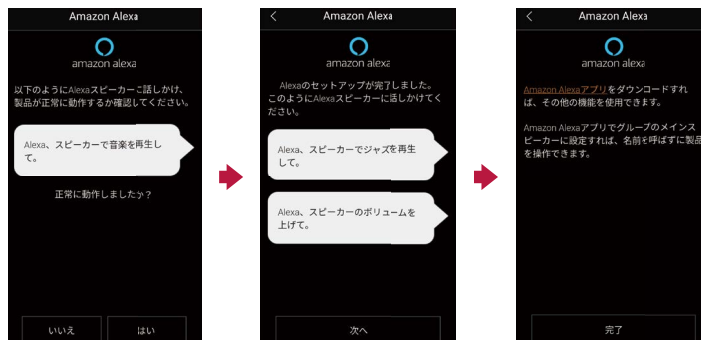 Amazon Alexa
amazon alexa
以下のようにAlexaスピーカーに話しかけ、
製品が正常に動作するか確認してください。
Alexa、スピーカーで音楽を再生し
て。
正常に動作しましたか？
いいえ
はい
Amazon Alexa
amazon alexa
Alexaのセットアップが完了しました。
このようにAlexaスピーカーに話しかけてく
ださい。
Alexa、スピーカーでジャズを再生
して。
Alexa、スピーカーのボリュームを
上げて。
次へ
Amazon Alexa
amazon alexa
Amazon Alexaアプリをダウンロードすれ
ば、その他の機能を使用できます。
Amazon Alexaアプリでグループのメインス
ピーカーに設定すれば、名前を呼ばずに製品
を操作できます。
完了